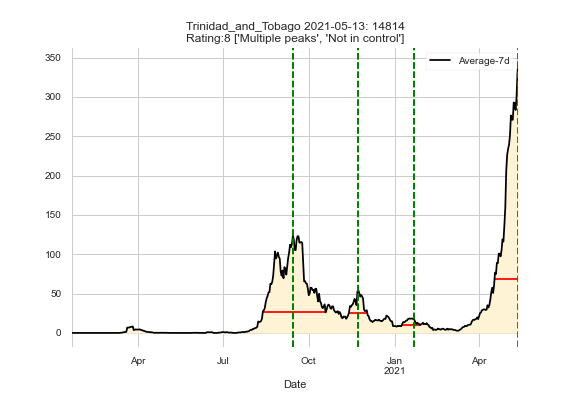 Trinidad_and_Tobago 2021-05-13: 14814
Rating:8 ['Multiple peaks', 'Not in control']
Average-7d
350
300
250
200
150
100
50
0
Apr
Jul
Oct
Jan
2021
Apr
Date